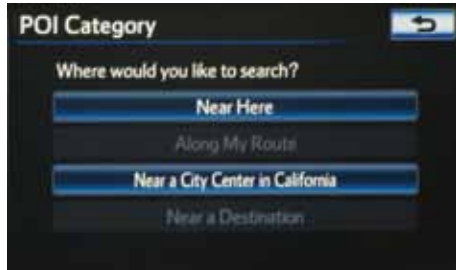 POI Category
Where would you like to search?
Near Here
Along My Route
Near a City Center in California
Near a Destination